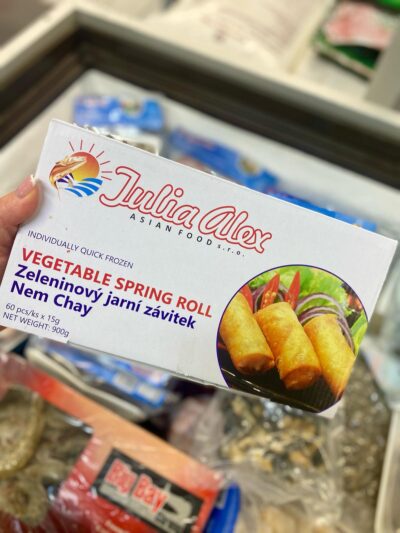 Julia Alex
ASIAN FOOD s.r.o.
INDIVIDUALLY QUICK FROZEN
VEGETABLE SPRING ROLL
Zeleninový jarní závitek
Nem Chay
60 pcs/ks x 15g
NET WEIGHT: 900g
Big Bay